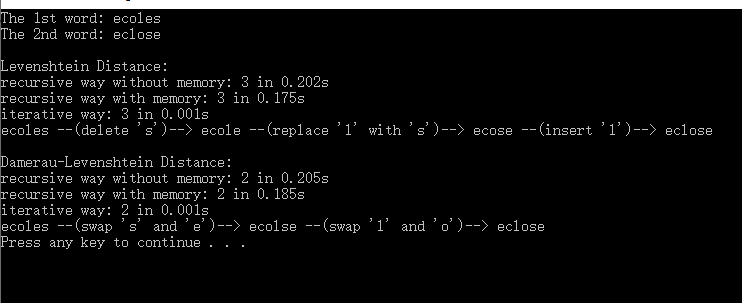 The 1st word: ecoles
The 2nd word: eclose
Levenshtein Distance:
recursive way without memory: 3 in 0.202s
recursive way with memory: 3 in 0.175s
iterative way: 3 in 0.001s
ecoles --(delete 's')--> ecole --(replace 'l' with 's')--> ecose --(insert 'l')--> eclose
Damerau-Levenshtein Distance:
recursive way without memory: 2 in 0.205s
recursive way with memory: 2 in 0.185s
iterative way: 2 in 0.001s
ecoles --(swap 's' and 'e')--> ecolse --(swap 'l' and 'o')--> eclose
Press any key to continue . . .